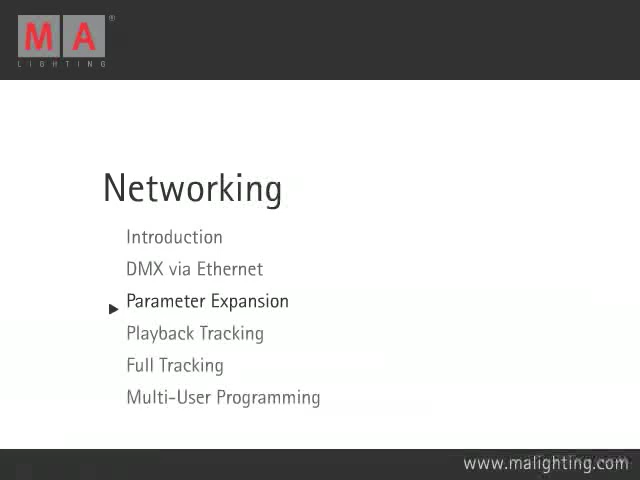 MA®
LIGHTING
Networking
Introduction
DMX via Ethernet
Parameter Expansion
Playback Tracking
Full Tracking
Multi-User Programming
www.malighting.com